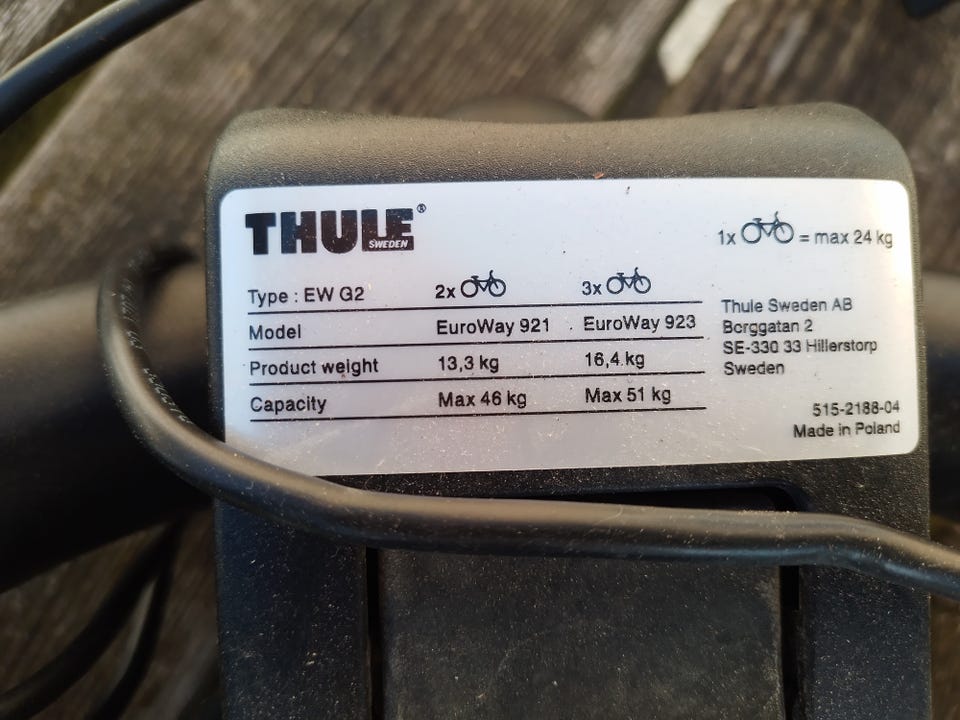 THULE®
SWEDEN
1x = max 24 kg
Type : EW G2 2x 3x
Model EuroWay 921 EuroWay 923
Product weight 13,3 kg 16,4 kg
Capacity Max 46 kg Max 51 kg
Thule Sweden AB
Borggatan 2
SE-330 33 Hillerstorp
Sweden
515-2188-04
Made in Poland